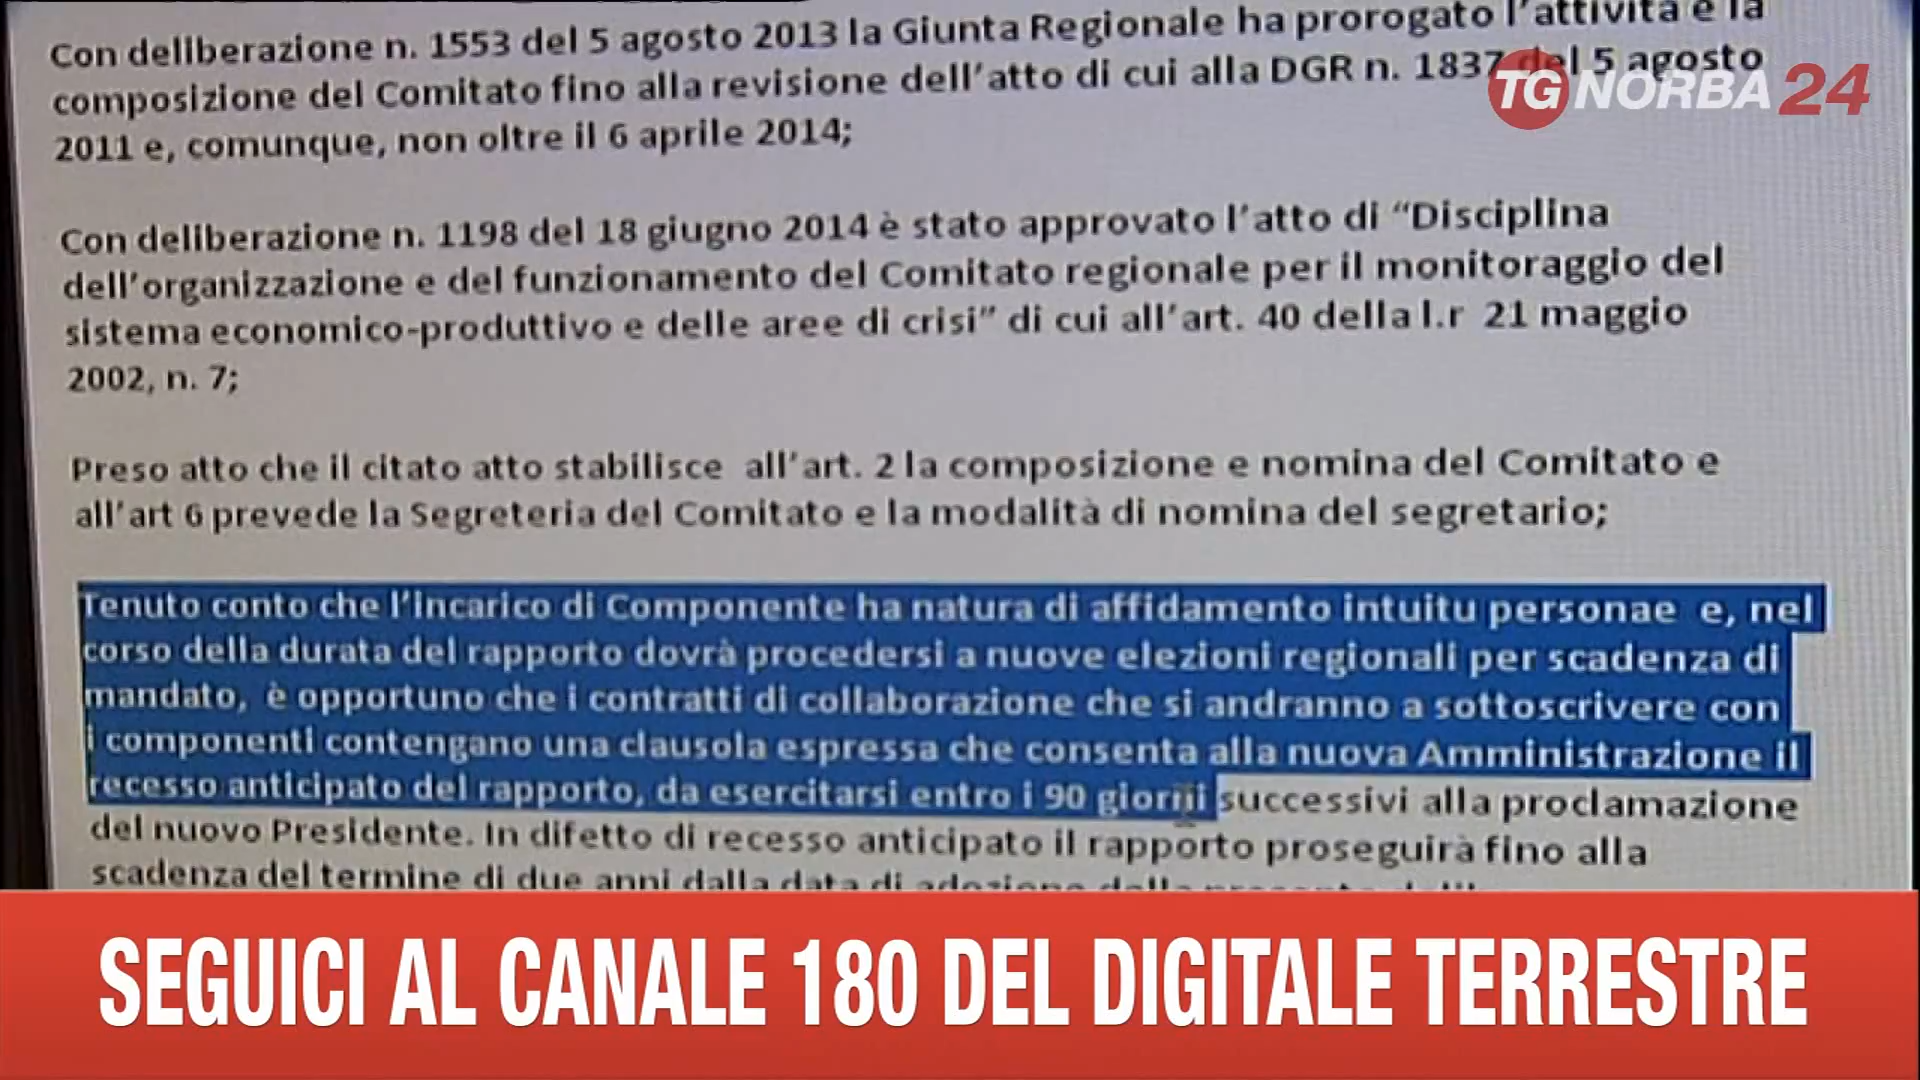 Con deliberazione n. 1553 del 5 agosto 2013 la Giunta Regionale ha prorogato l'attività e la
composizione del Comitato fino alla revisione dell'atto di cui alla DGR n. 1837 del 5 agosto
2011 e, comunque, non oltre il 6 aprile 2014;
TG NORBA 24
Con deliberazione n. 1198 del 18 giugno 2014 è stato approvato l'atto di “Disciplina
dell'organizzazione e del funzionamento del Comitato regionale per il monitoraggio del
sistema economico-produttivo e delle aree di crisi” di cui all'art. 40 della l.r 21 maggio
2002, n. 7;
Preso atto che il citato atto stabilisce all'art. 2 la composizione e nomina del Comitato e
all'art 6 prevede la Segreteria del Comitato e la modalità di nomina del segretario;
Tenuto conto che l'Incarico di Componente ha natura di affidamento intuitu personae e, nel
corso della durata del rapporto dovrà procedersi a nuove elezioni regionali per scadenza di
mandato, è opportuno che i contratti di collaborazione che si andranno a sottoscrivere con
i componenti contengano una clausola espressa che consenta alla nuova Amministrazione il
recesso anticipato del rapporto, da esercitarsi entro i 90 giorni successivi alla proclamazione
del nuovo Presidente. In difetto di recesso anticipato il rapporto proseguirà fino alla
scadenza del termine di due anni dalla data di adozione della presente
SEGUICI AL CANALE 180 DEL DIGITALE TERRESTRE